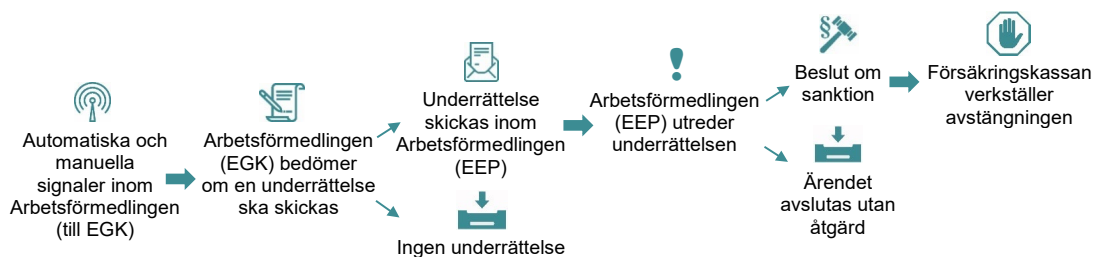 Automatiska och
manuella
signaler inom
Arbetsförmedlingen
(till EGK)
Arbetsförmedlingen
(EGK) bedömer
om en underrättelse
ska skickas
Underrättelse
skickas inom
Arbetsförmedlingen
(EEP)
Ingen underrättelse
Arbetsförmedlingen
(EEP) utreder
underrättelsen
§
Beslut om
sanktion
Ärendet
avslutas utan
åtgärd
Försäkringskassan
verkställer
avstängningen